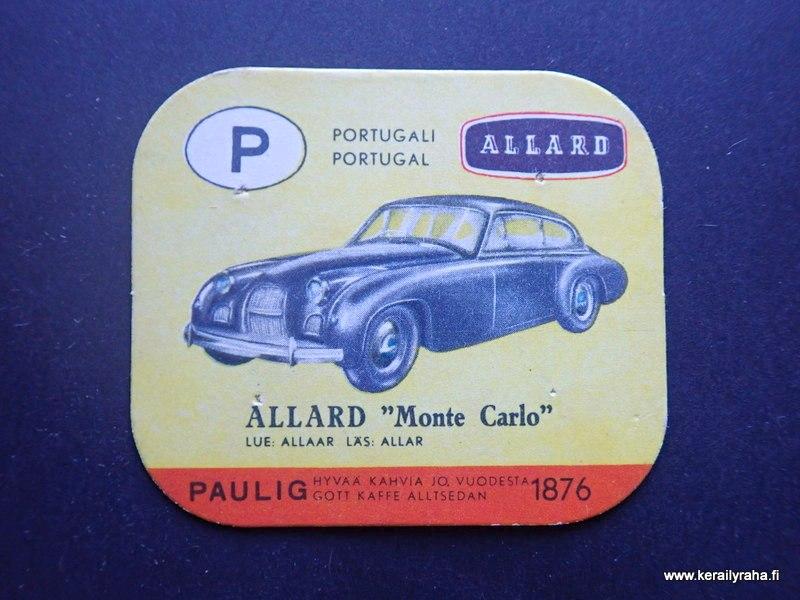 P
PORTUGALI
PORTUGAL
ALLARD
ALLARD "Monte Carlo"
LUE: ALLAAR LÄS: ALLAR
PAULIG
HYVÄÄ KAHVIA JO VUODESTA
GOTT KAFFE ALLTSEDAN
1876
www.kerailyraha.fi